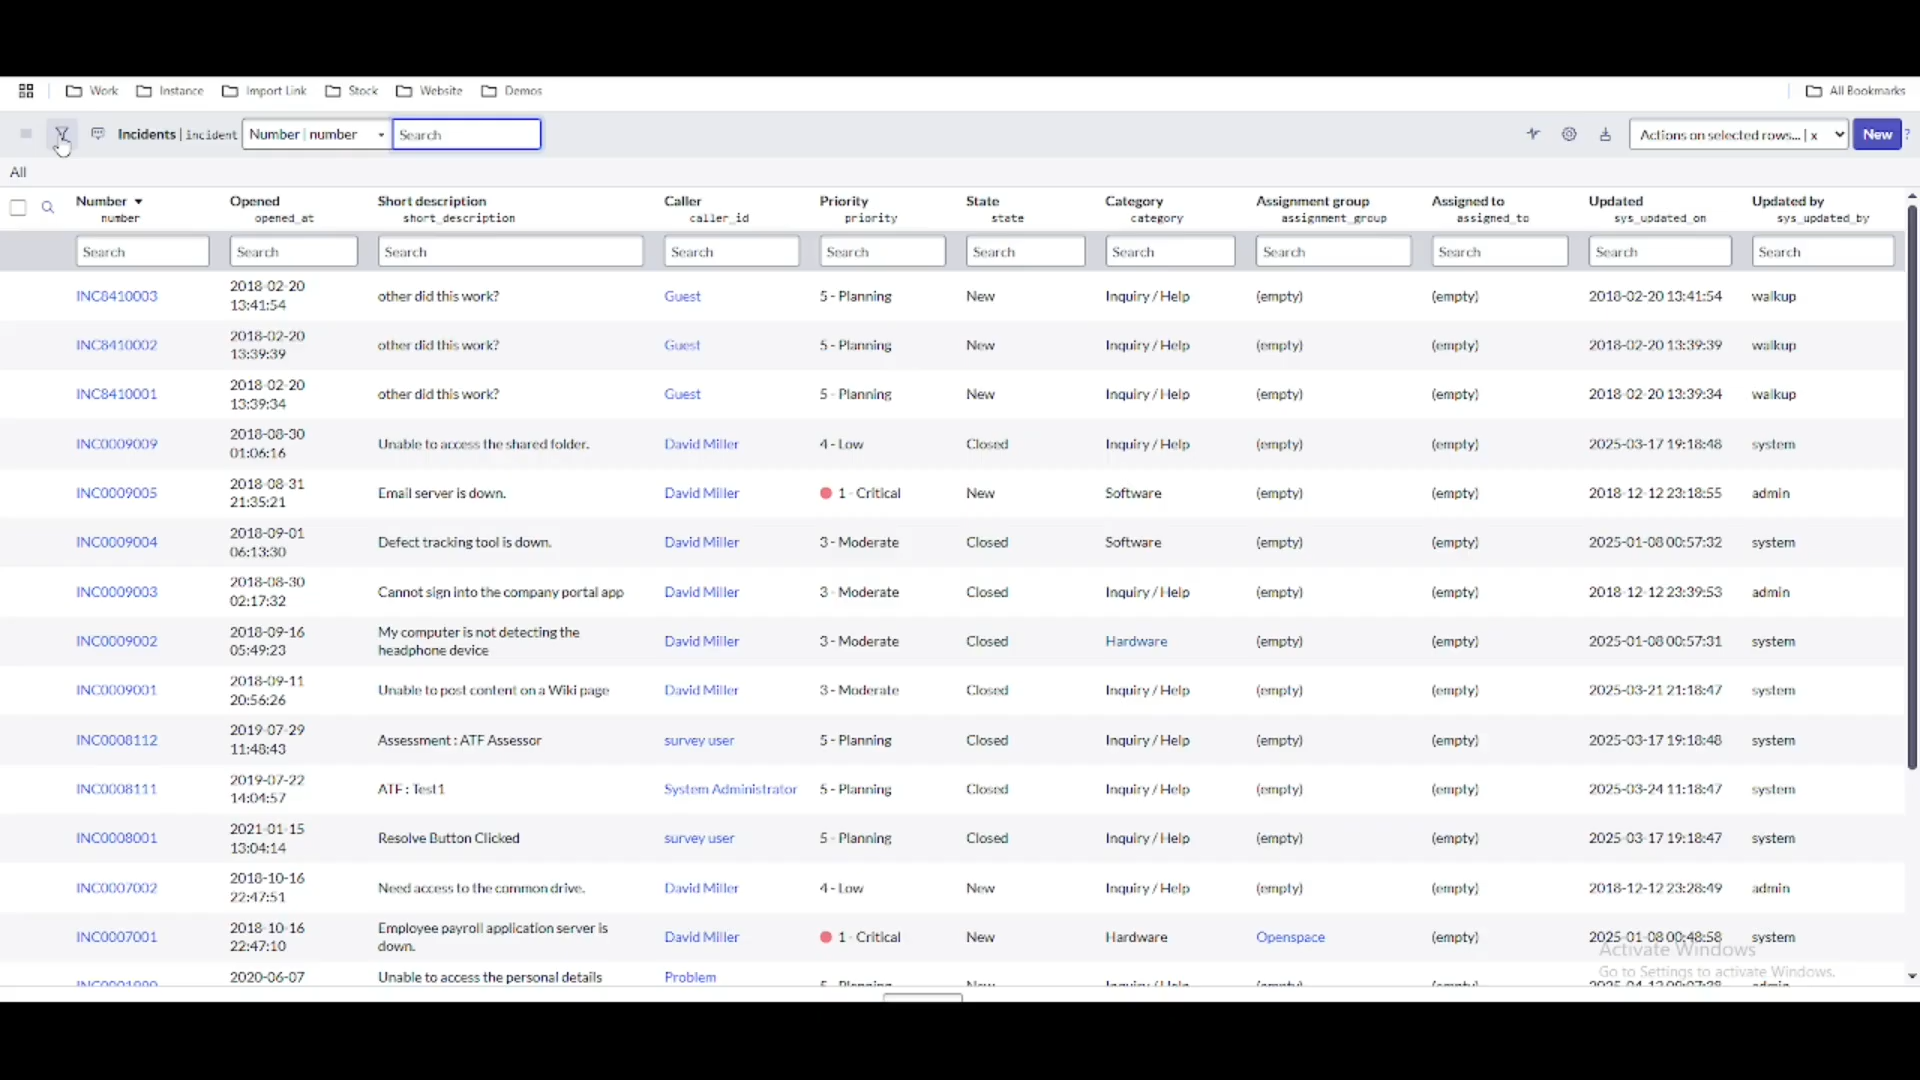 Work Instance Import Link Stock Website Demos All Bookmarks
Incidents | incident Number | number Search Actions on selected rows... | x New ?
All
Number Opened Short description Caller Priority State Category Assignment group Assigned to Updated Updated by
number opened_at short_description caller_id priority state category assignment_group assigned_to sys_updated_on sys_updated_by
Search Search Search Search Search Search Search Search Search Search Search
INC8410003 2018-02-20 13:41:54 other did this work? Guest 5 - Planning New Inquiry / Help (empty) (empty) 2018-02-20 13:41:54 walkup
INC8410002 2018-02-20 13:39:39 other did this work? Guest 5 - Planning New Inquiry / Help (empty) (empty) 2018-02-20 13:39:39 walkup
INC8410001 2018-02-20 13:39:34 other did this work? Guest 5 - Planning New Inquiry / Help (empty) (empty) 2018-02-20 13:39:34 walkup
INC0009009 2018-08-30 01:06:16 Unable to access the shared folder. David Miller 4 - Low Closed Inquiry / Help (empty) (empty) 2025-03-17 19:18:48 system
INC0009005 2018-08-31 21:35:21 Email server is down. David Miller 1 - Critical New Software (empty) (empty) 2018-12-12 23:18:55 admin
INC0009004 2018-09-01 06:13:30 Defect tracking tool is down. David Miller 3 - Moderate Closed Software (empty) (empty) 2025-01-08 00:57:32 system
INC0009003 2018-08-30 02:17:32 Cannot sign into the company portal app David Miller 3 - Moderate Closed Inquiry / Help (empty) (empty) 2018-12-12 23:39:53 admin
INC0009002 2018-09-16 05:49:23 My computer is not detecting the headphone device David Miller 3 - Moderate Closed Hardware (empty) (empty) 2025-01-08 00:57:31 system
INC0009001 2018-09-11 20:56:26 Unable to post content on a Wiki page David Miller 3 - Moderate Closed Inquiry / Help (empty) (empty) 2025-03-21 21:18:47 system
INC0008112 2019-07-29 11:48:43 Assessment : ATF Assessor survey user 5 - Planning Closed Inquiry / Help (empty) (empty) 2025-03-17 19:18:48 system
INC0008111 2019-07-22 14:04:57 ATF : Test1 System Administrator 5 - Planning Closed Inquiry / Help (empty) (empty) 2025-03-24 11:18:47 system
INC0008001 2021-01-15 13:04:14 Resolve Button Clicked survey user 5 - Planning Closed Inquiry / Help (empty) (empty) 2025-03-17 19:18:47 system
INC0007002 2018-10-16 22:47:51 Need access to the common drive. David Miller 4 - Low New Inquiry / Help (empty) (empty) 2018-12-12 23:28:49 admin
INC0007001 2018-10-16 22:47:10 Employee payroll application server is down. David Miller 1 - Critical New Hardware Openspace (empty) 2025-01-08 00:48:58 system
Activate Windows
Go to Settings to activate Windows.
2020-06-07 Unable to access the personal details Problem